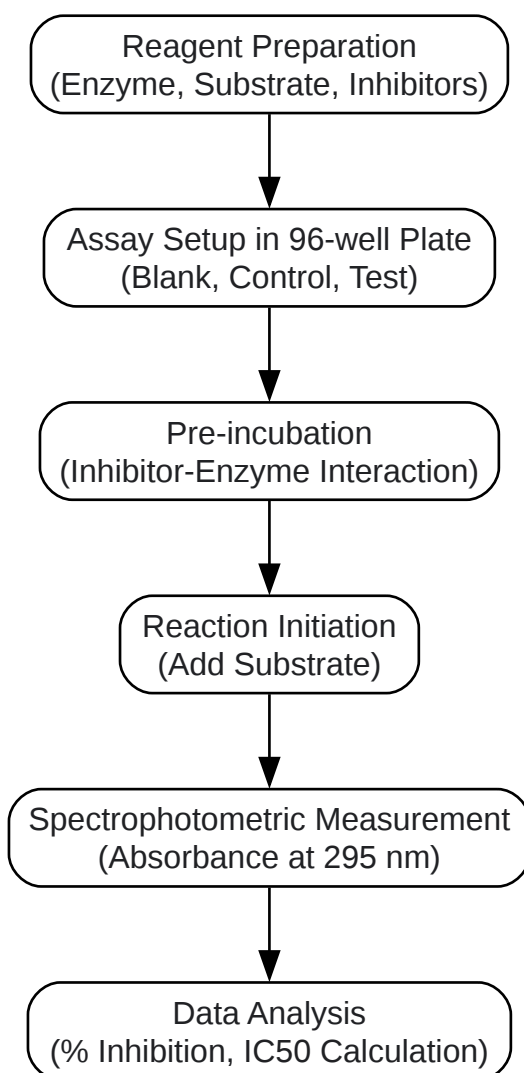 Reagent Preparation
(Enzyme, Substrate, Inhibitors)
Assay Setup in 96-well Plate
(Blank, Control, Test)
Pre-incubation
(Inhibitor-Enzyme Interaction)
Reaction Initiation
(Add Substrate)
Spectrophotometric Measurement
(Absorbance at 295 nm)
Data Analysis
(% Inhibition, IC50 Calculation)